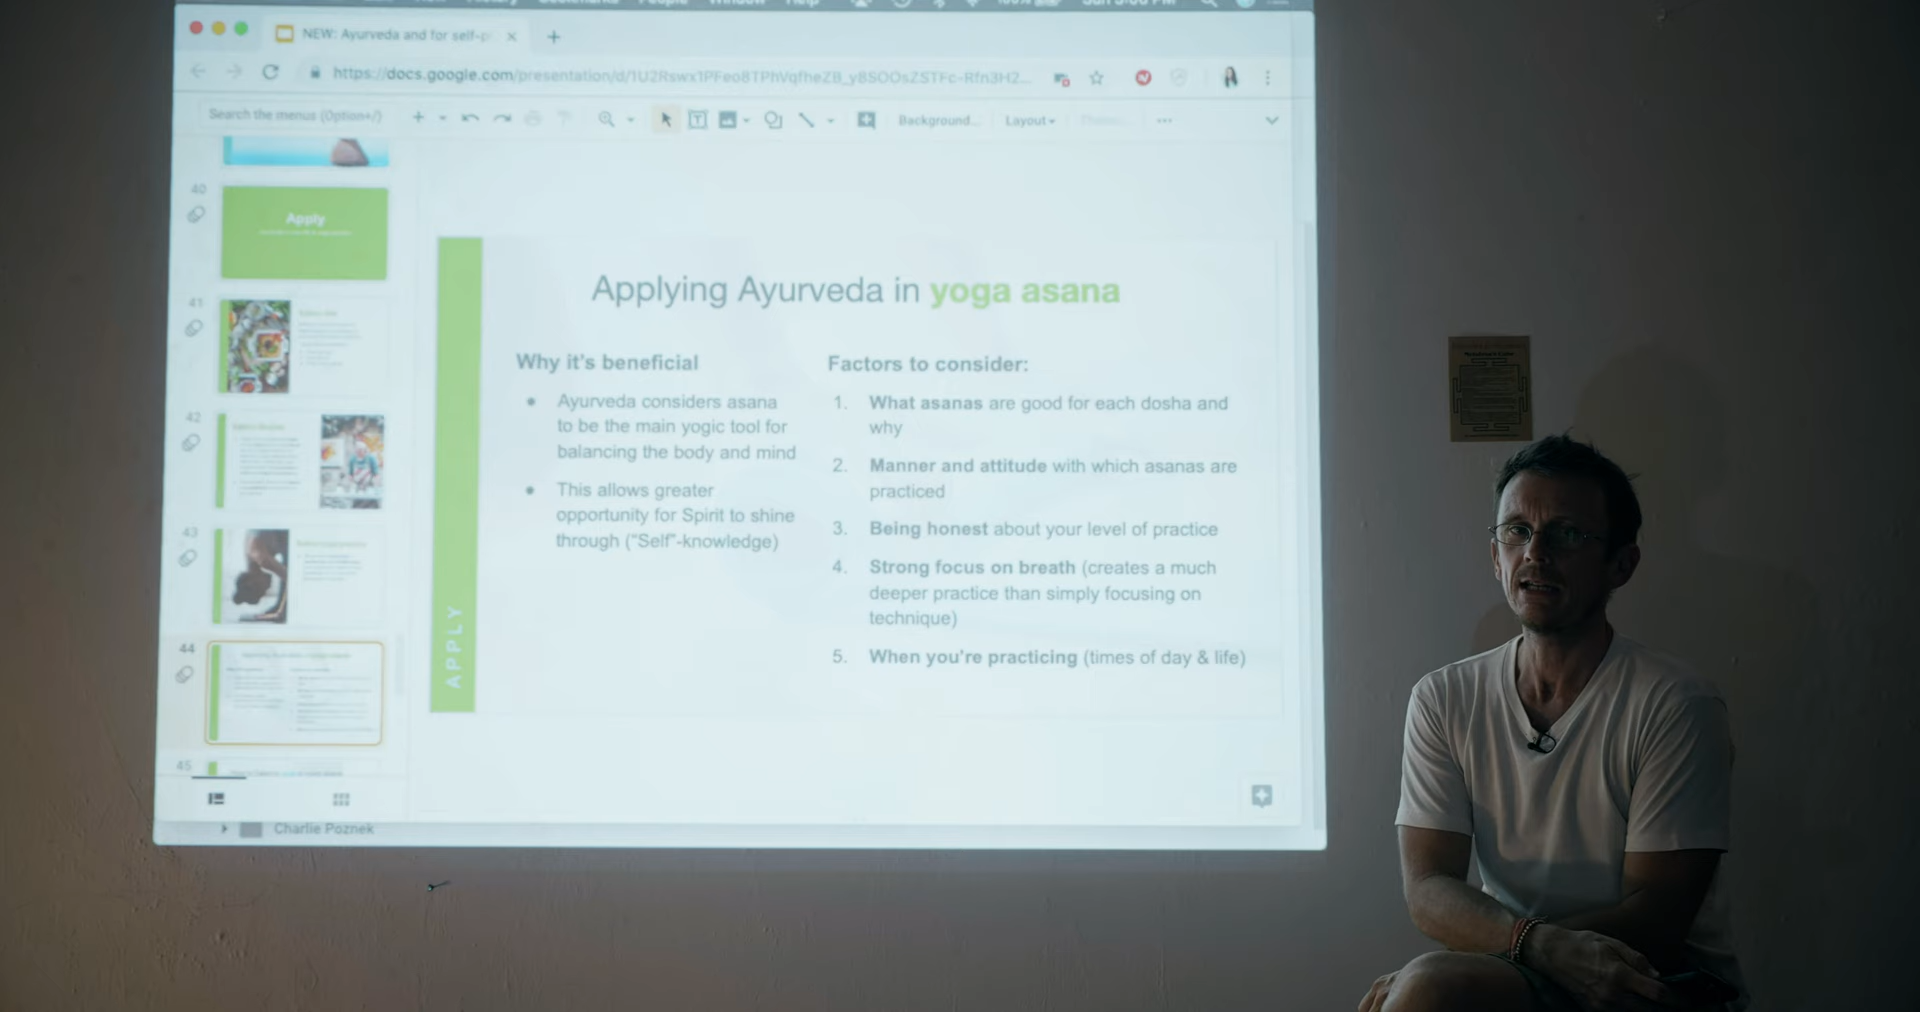 NEW: Ayurveda and for self-p
https://docs.google.com/presentation/d/1U2Rswx1PFeo8TPhVqfheZB_y8SOOsZSTFc-Rfn3H2...
Search the menus (Option+/)
Background...
Layout
40
Apply
41
42
43
44
45
Applying Ayurveda in yoga asana
Why it's beneficial
Ayurveda considers asana
to be the main yogic tool for
balancing the body and mind
This allows greater
opportunity for Spirit to shine
through ("Self"-knowledge)
Factors to consider:
1. What asanas are good for each dosha and
why
2. Manner and attitude with which asanas are
practiced
3. Being honest about your level of practice
4. Strong focus on breath (creates a much
deeper practice than simply focusing on
technique)
5. When you're practicing (times of day & life)
APPLY
Charlie Poznek